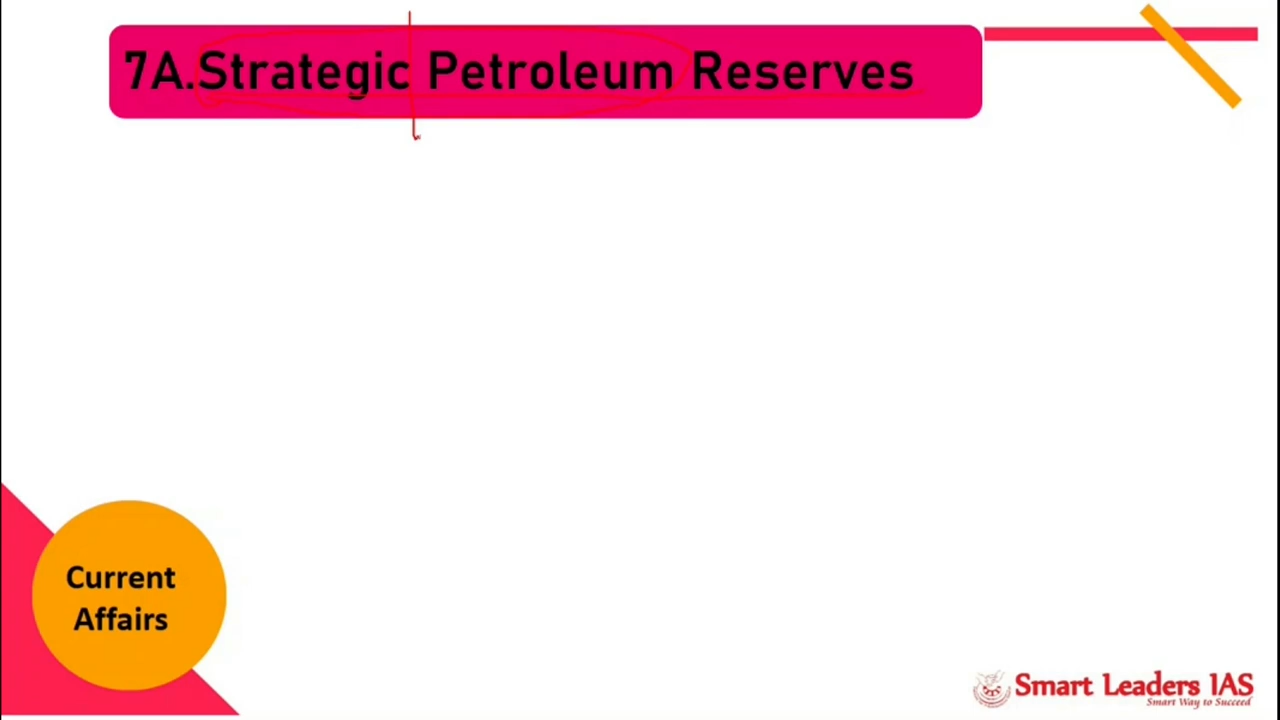 7A.Strategic Petroleum Reserves
Current
Affairs
Smart Leaders IAS
Smart Way to Succeed